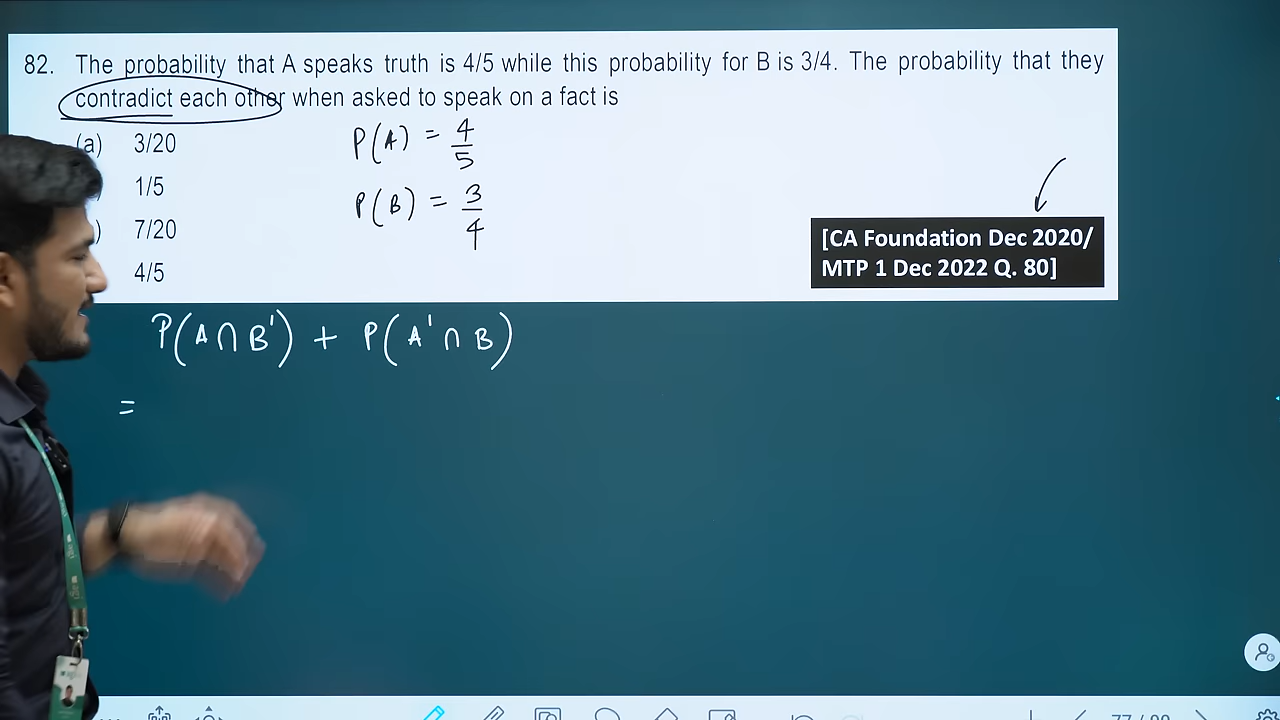 82. The probability that A speaks truth is 4/5 while this probability for B is 3/4. The probability that they
contradict each other when asked to speak on a fact is
(a) 3/20
1/5
) 7/20
4/5
P(A) = 4/5
P(B) = 3/4
[CA Foundation Dec 2020/
MTP 1 Dec 2022 Q. 80]
P(A∩B') + P(A'∩B)
=